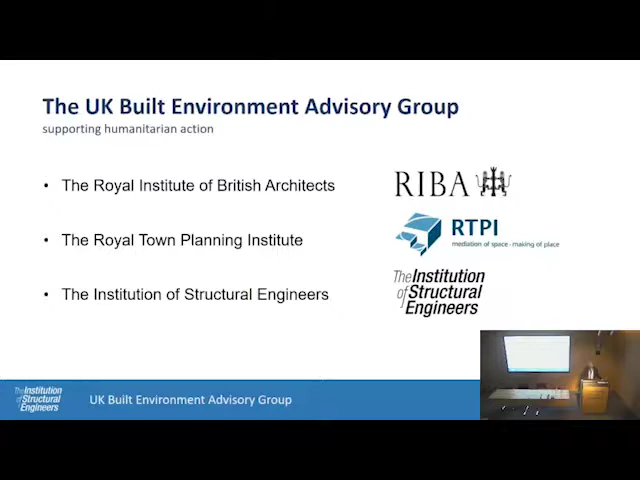 The UK Built Environment Advisory Group
supporting humanitarian action
• The Royal Institute of British Architects
RIBA
• The Royal Town Planning Institute
RTPI
mediation of space · making of place
• The Institution of Structural Engineers
The Institution
of Structural
Engineers
The Institution
of Structural
Engineers
UK Built Environment Advisory Group